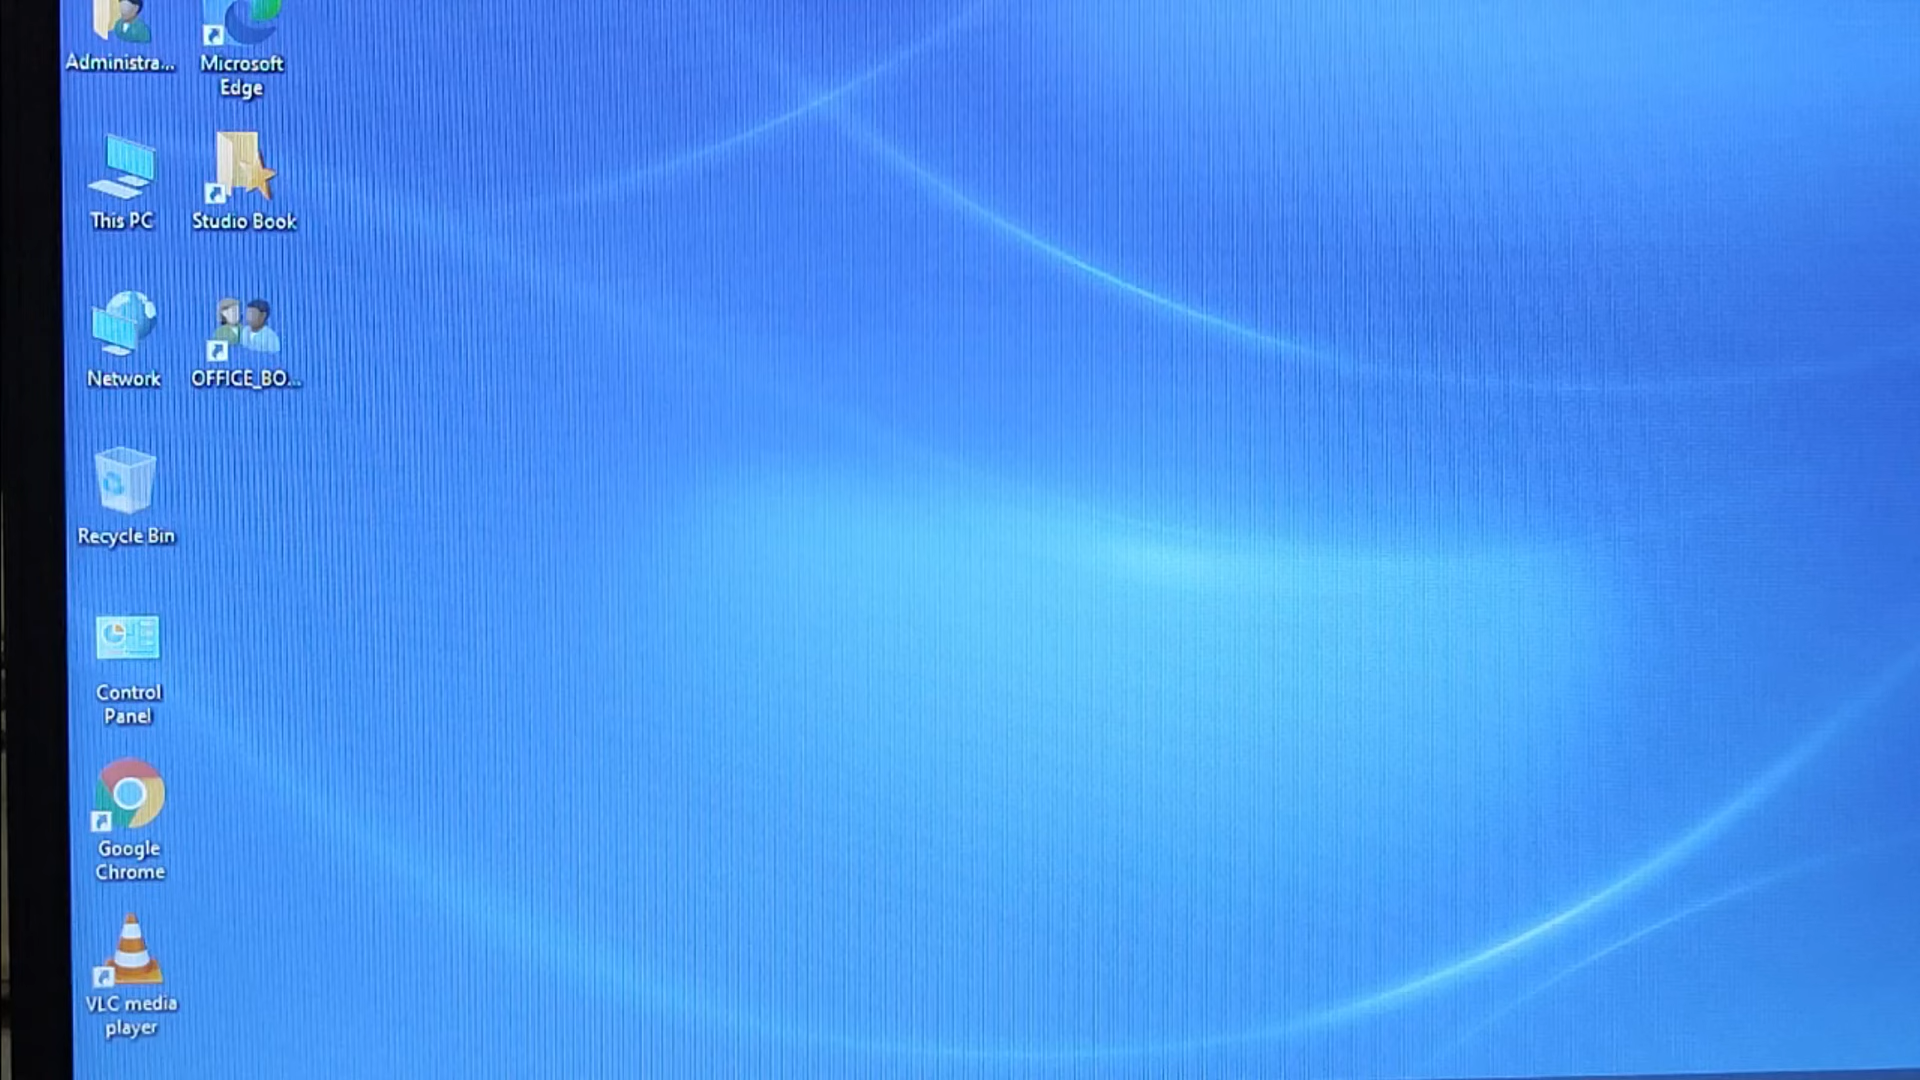 Administra...
Microsoft
Edge
This PC
Studio Book
Network
OFFICE_BO...
Recycle Bin
Control
Panel
Google
Chrome
VLC media
player